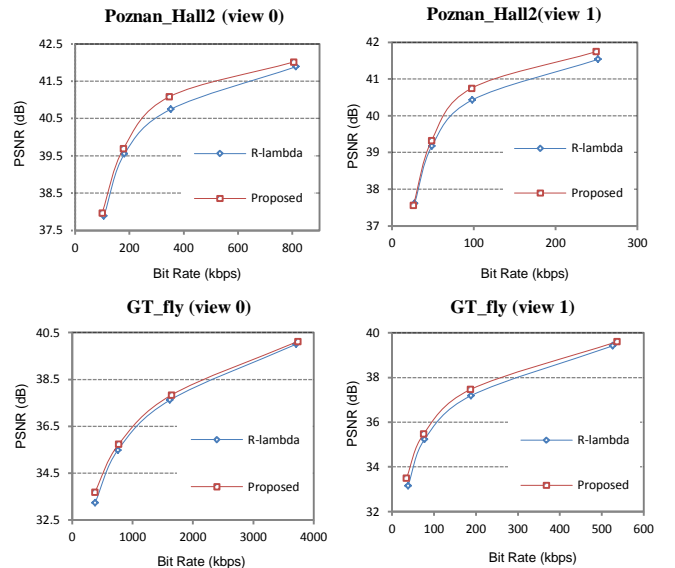 Poznan_Hall2 (view 0)
42.5
41.5
40.5
39.5
38.5
37.5
PSNR (dB)
R-lambda
Proposed
0 200 400 600 800
Bit Rate (kbps)
Poznan_Hall2(view 1)
42
41
40
39
38
37
PSNR (dB)
R-lambda
Proposed
0 100 200 300
Bit Rate (kbps)
GT_fly (view 0)
40.5
38.5
36.5
34.5
32.5
PSNR (dB)
R-lambda
Proposed
0 1000 2000 3000 4000
Bit Rate (kbps)
GT_fly (view 1)
40
38
36
34
32
PSNR (dB)
R-lambda
Proposed
0 100 200 300 400 500 600
Bit Rate (kbps)